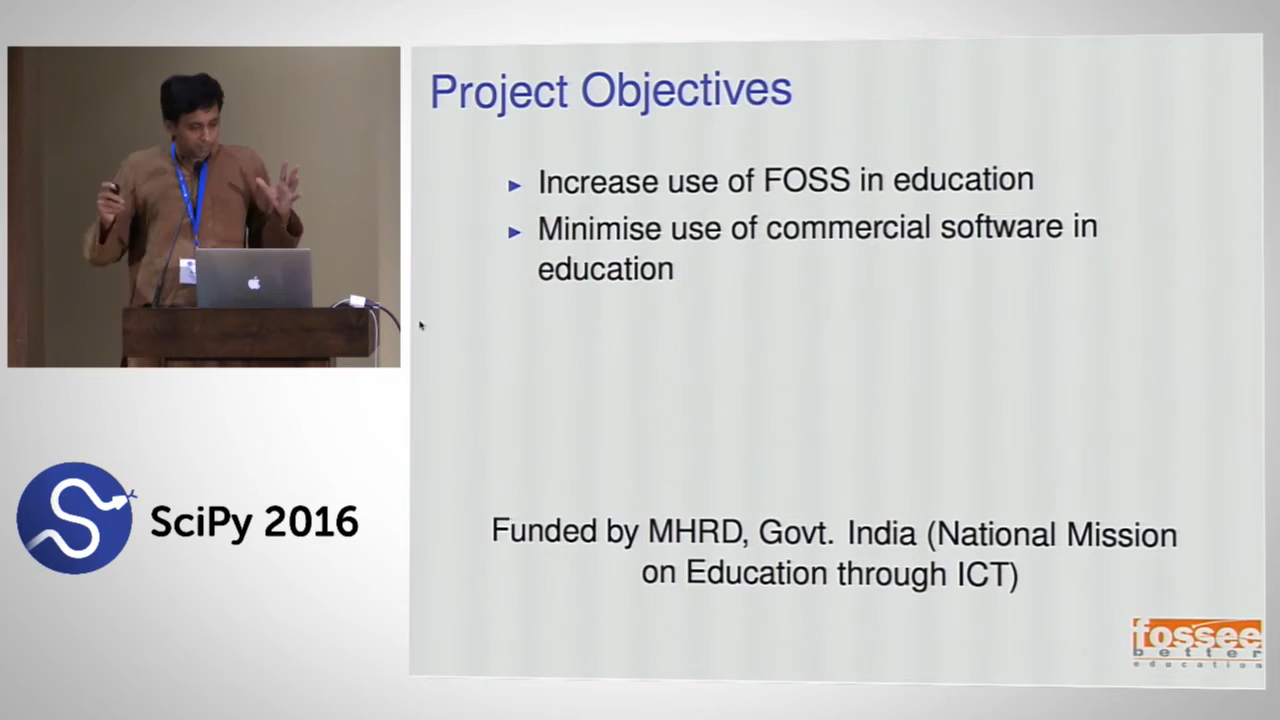 Project Objectives
Increase use of FOSS in education
Minimise use of commercial software in
education
Funded by MHRD, Govt. India (National Mission
on Education through ICT)
fossee
better
education
SciPy 2016